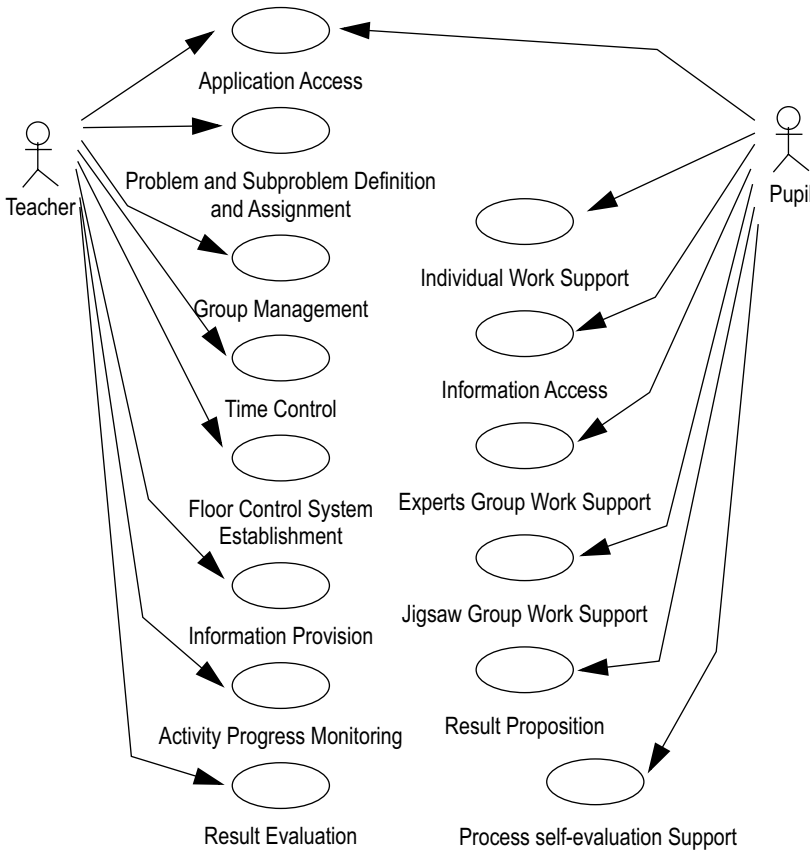 Application Access
Teacher
Problem and Subproblem Definition
and Assignment
Pupil
Individual Work Support
Group Management
Information Access
Time Control
Experts Group Work Support
Floor Control System
Establishment
Jigsaw Group Work Support
Information Provision
Result Proposition
Activity Progress Monitoring
Result Evaluation
Process self-evaluation Support